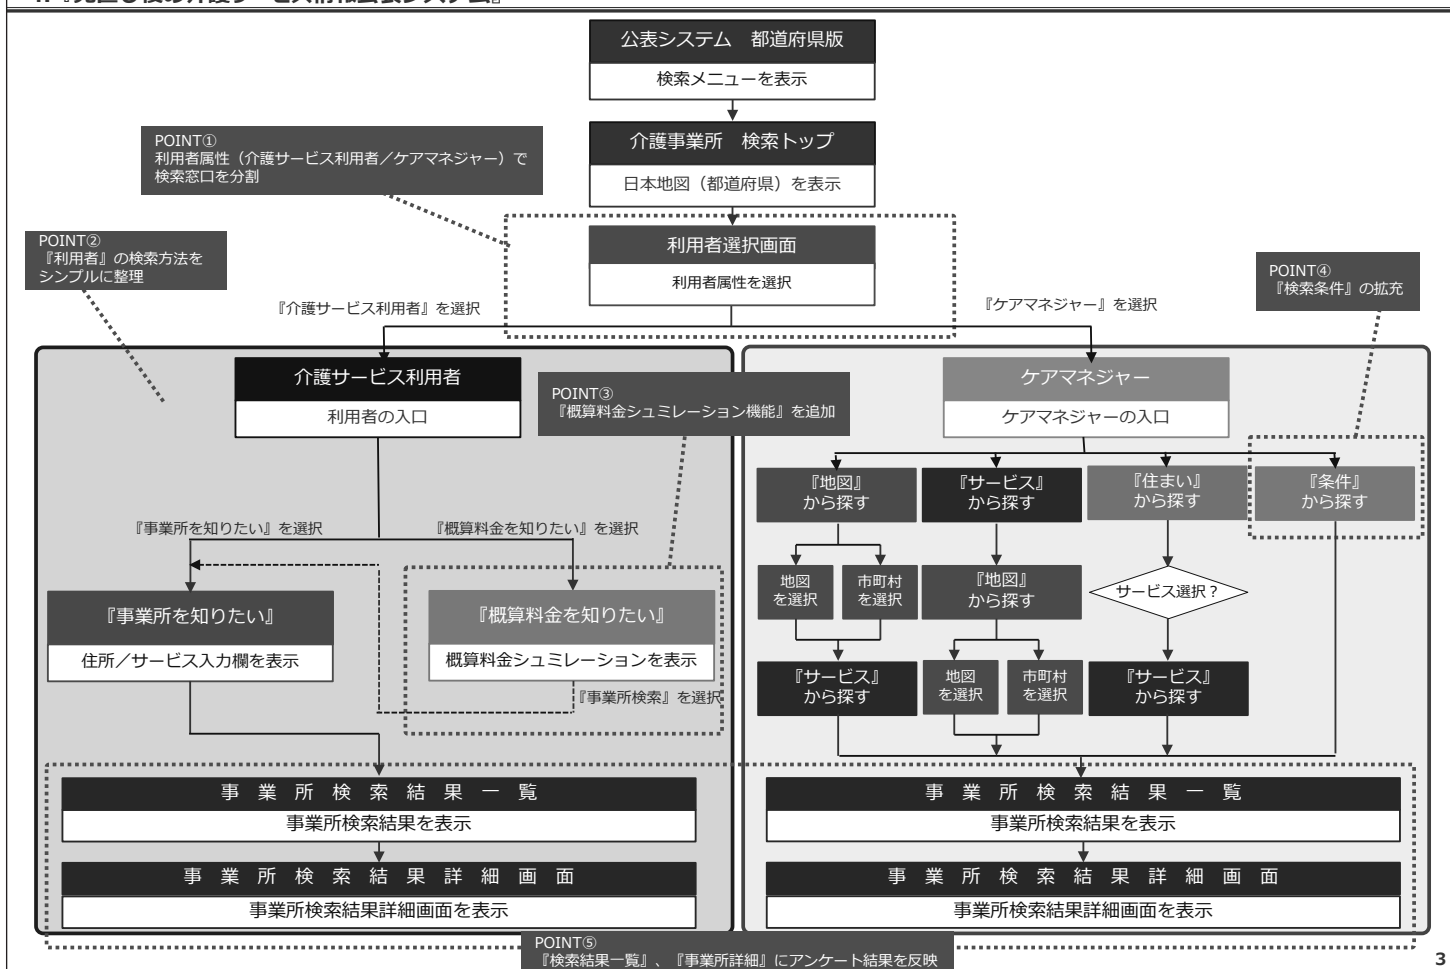 公表システム　都道府県版
検索メニューを表示
POINT①
利用者属性（介護サービス利用者／ケアマネジャー）で
検索窓口を分割
介護事業所　検索トップ
日本地図（都道府県）を表示
POINT②
『利用者』の検索方法を
シンプルに整理
利用者選択画面
利用者属性を選択
POINT④
『検索条件』の拡充
『介護サービス利用者』を選択
『ケアマネジャー』を選択
介護サービス利用者
利用者の入口
POINT③
『概算料金シュミレーション機能』を追加
ケアマネジャー
ケアマネジャーの入口
『事業所を知りたい』を選択
『概算料金を知りたい』を選択
『事業所を知りたい』
住所／サービス入力欄を表示
『概算料金を知りたい』
概算料金シュミレーションを表示
『事業所検索』を選択
『地図』
から探す
『サービス』
から探す
『住まい』
から探す
『条件』
から探す
地図
を選択
市町村
を選択
『地図』
から探す
サービス選択？
『サービス』
から探す
地図
を選択
市町村
を選択
『サービス』
から探す
事業所検索結果一覧
事業所検索結果を表示
事業所検索結果詳細画面
事業所検索結果詳細画面を表示
事業所検索結果一覧
事業所検索結果を表示
事業所検索結果詳細画面
事業所検索結果詳細画面を表示
POINT⑤
『検索結果一覧』、『事業所詳細』にアンケート結果を反映
3